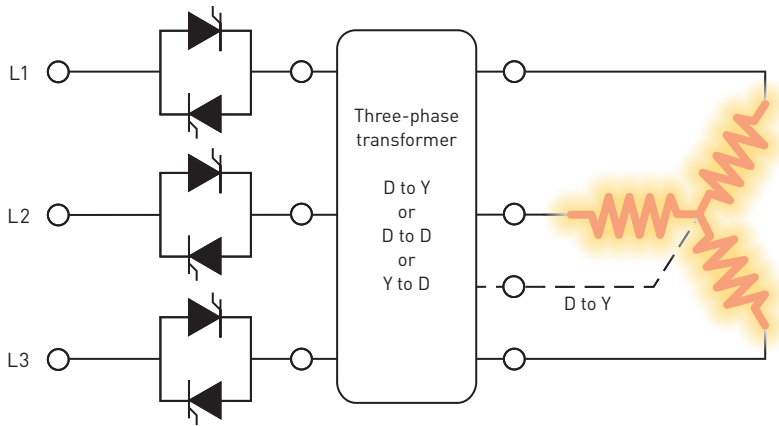 L1
Three-phase
transformer
D to Y
or
D to D
or
Y to D
L2
D to Y
L3